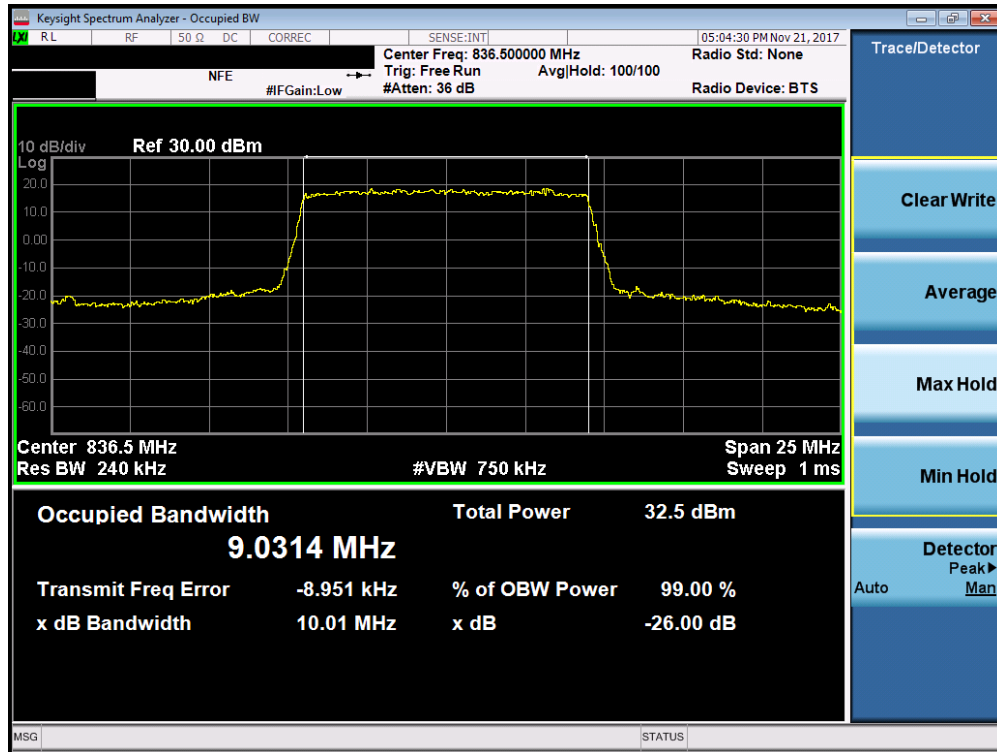 Keysight Spectrum Analyzer - Occupied BW
LXI RL RF 50 Ω DC CORREC SENSE:INT 05:04:30 PM Nov 21, 2017
Center Freq: 836.500000 MHz Radio Std: None
NFE Trig: Free Run Avg|Hold: 100/100
#IFGain:Low #Atten: 36 dB Radio Device: BTS
10 dB/div Ref 30.00 dBm
Log
20.0
10.0
0.00
-10.0
-20.0
-30.0
-40.0
-50.0
-60.0
Center 836.5 MHz Span 25 MHz
Res BW 240 kHz #VBW 750 kHz Sweep 1 ms
Occupied Bandwidth Total Power 32.5 dBm
9.0314 MHz
Transmit Freq Error -8.951 kHz % of OBW Power 99.00 %
x dB Bandwidth 10.01 MHz x dB -26.00 dB
Trace/Detector
Clear Write
Average
Max Hold
Min Hold
Detector
Peak▶
Auto Man
MSG STATUS